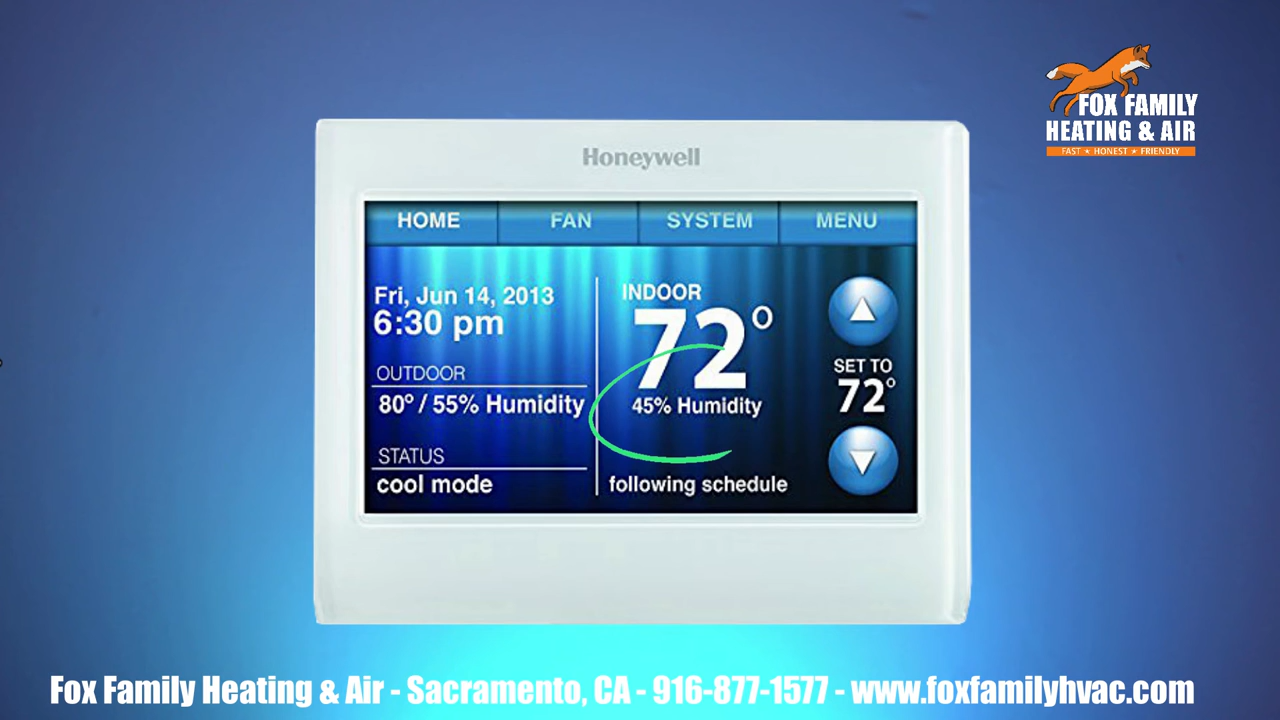 FOX FAMILY
HEATING & AIR
FAST ★ HONEST ★ FRIENDLY
Honeywell
HOME FAN SYSTEM MENU
Fri, Jun 14, 2013
6:30 pm
OUTDOOR
80° / 55% Humidity
STATUS
cool mode
INDOOR
72°
45% Humidity
following schedule
SET TO
72°
Fox Family Heating & Air - Sacramento, CA - 916-877-1577 - www.foxfamilyhvac.com